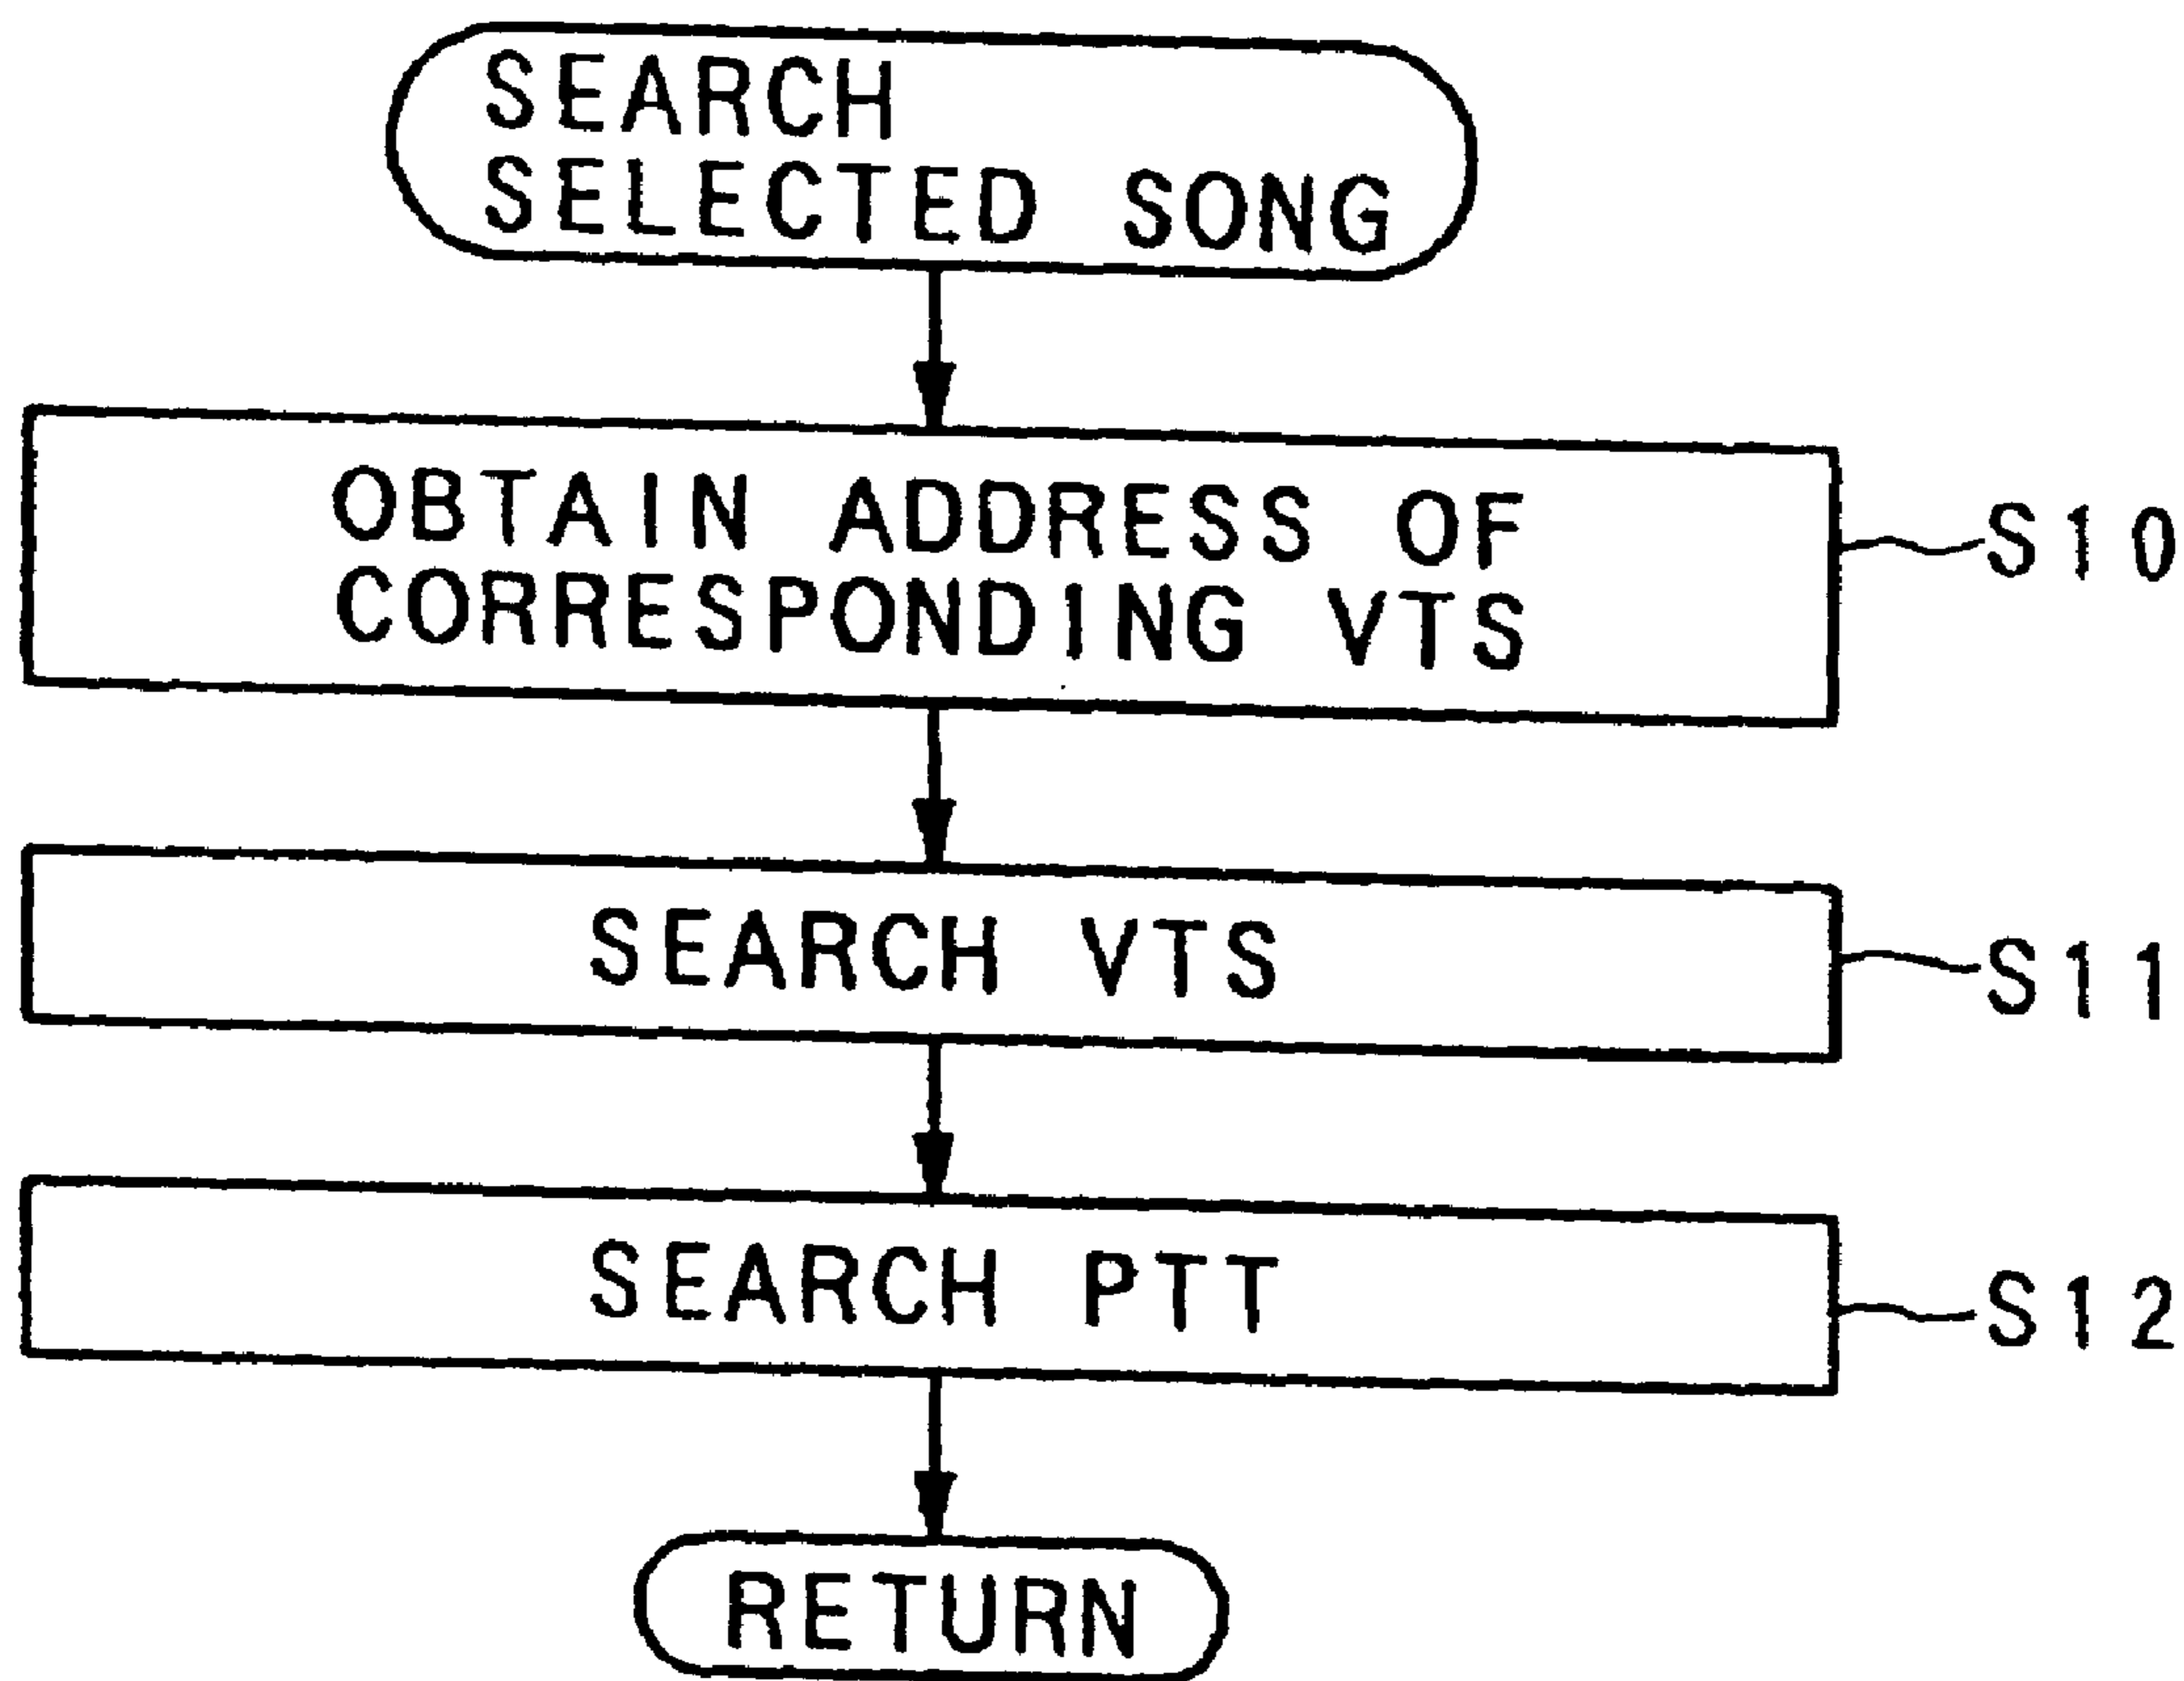 SEARCH
SELECTED SONG
OBTAIN ADDRESS OF
CORRESPONDING VTS
S10
SEARCH VTS
S11
SEARCH PTT
S12
RETURN